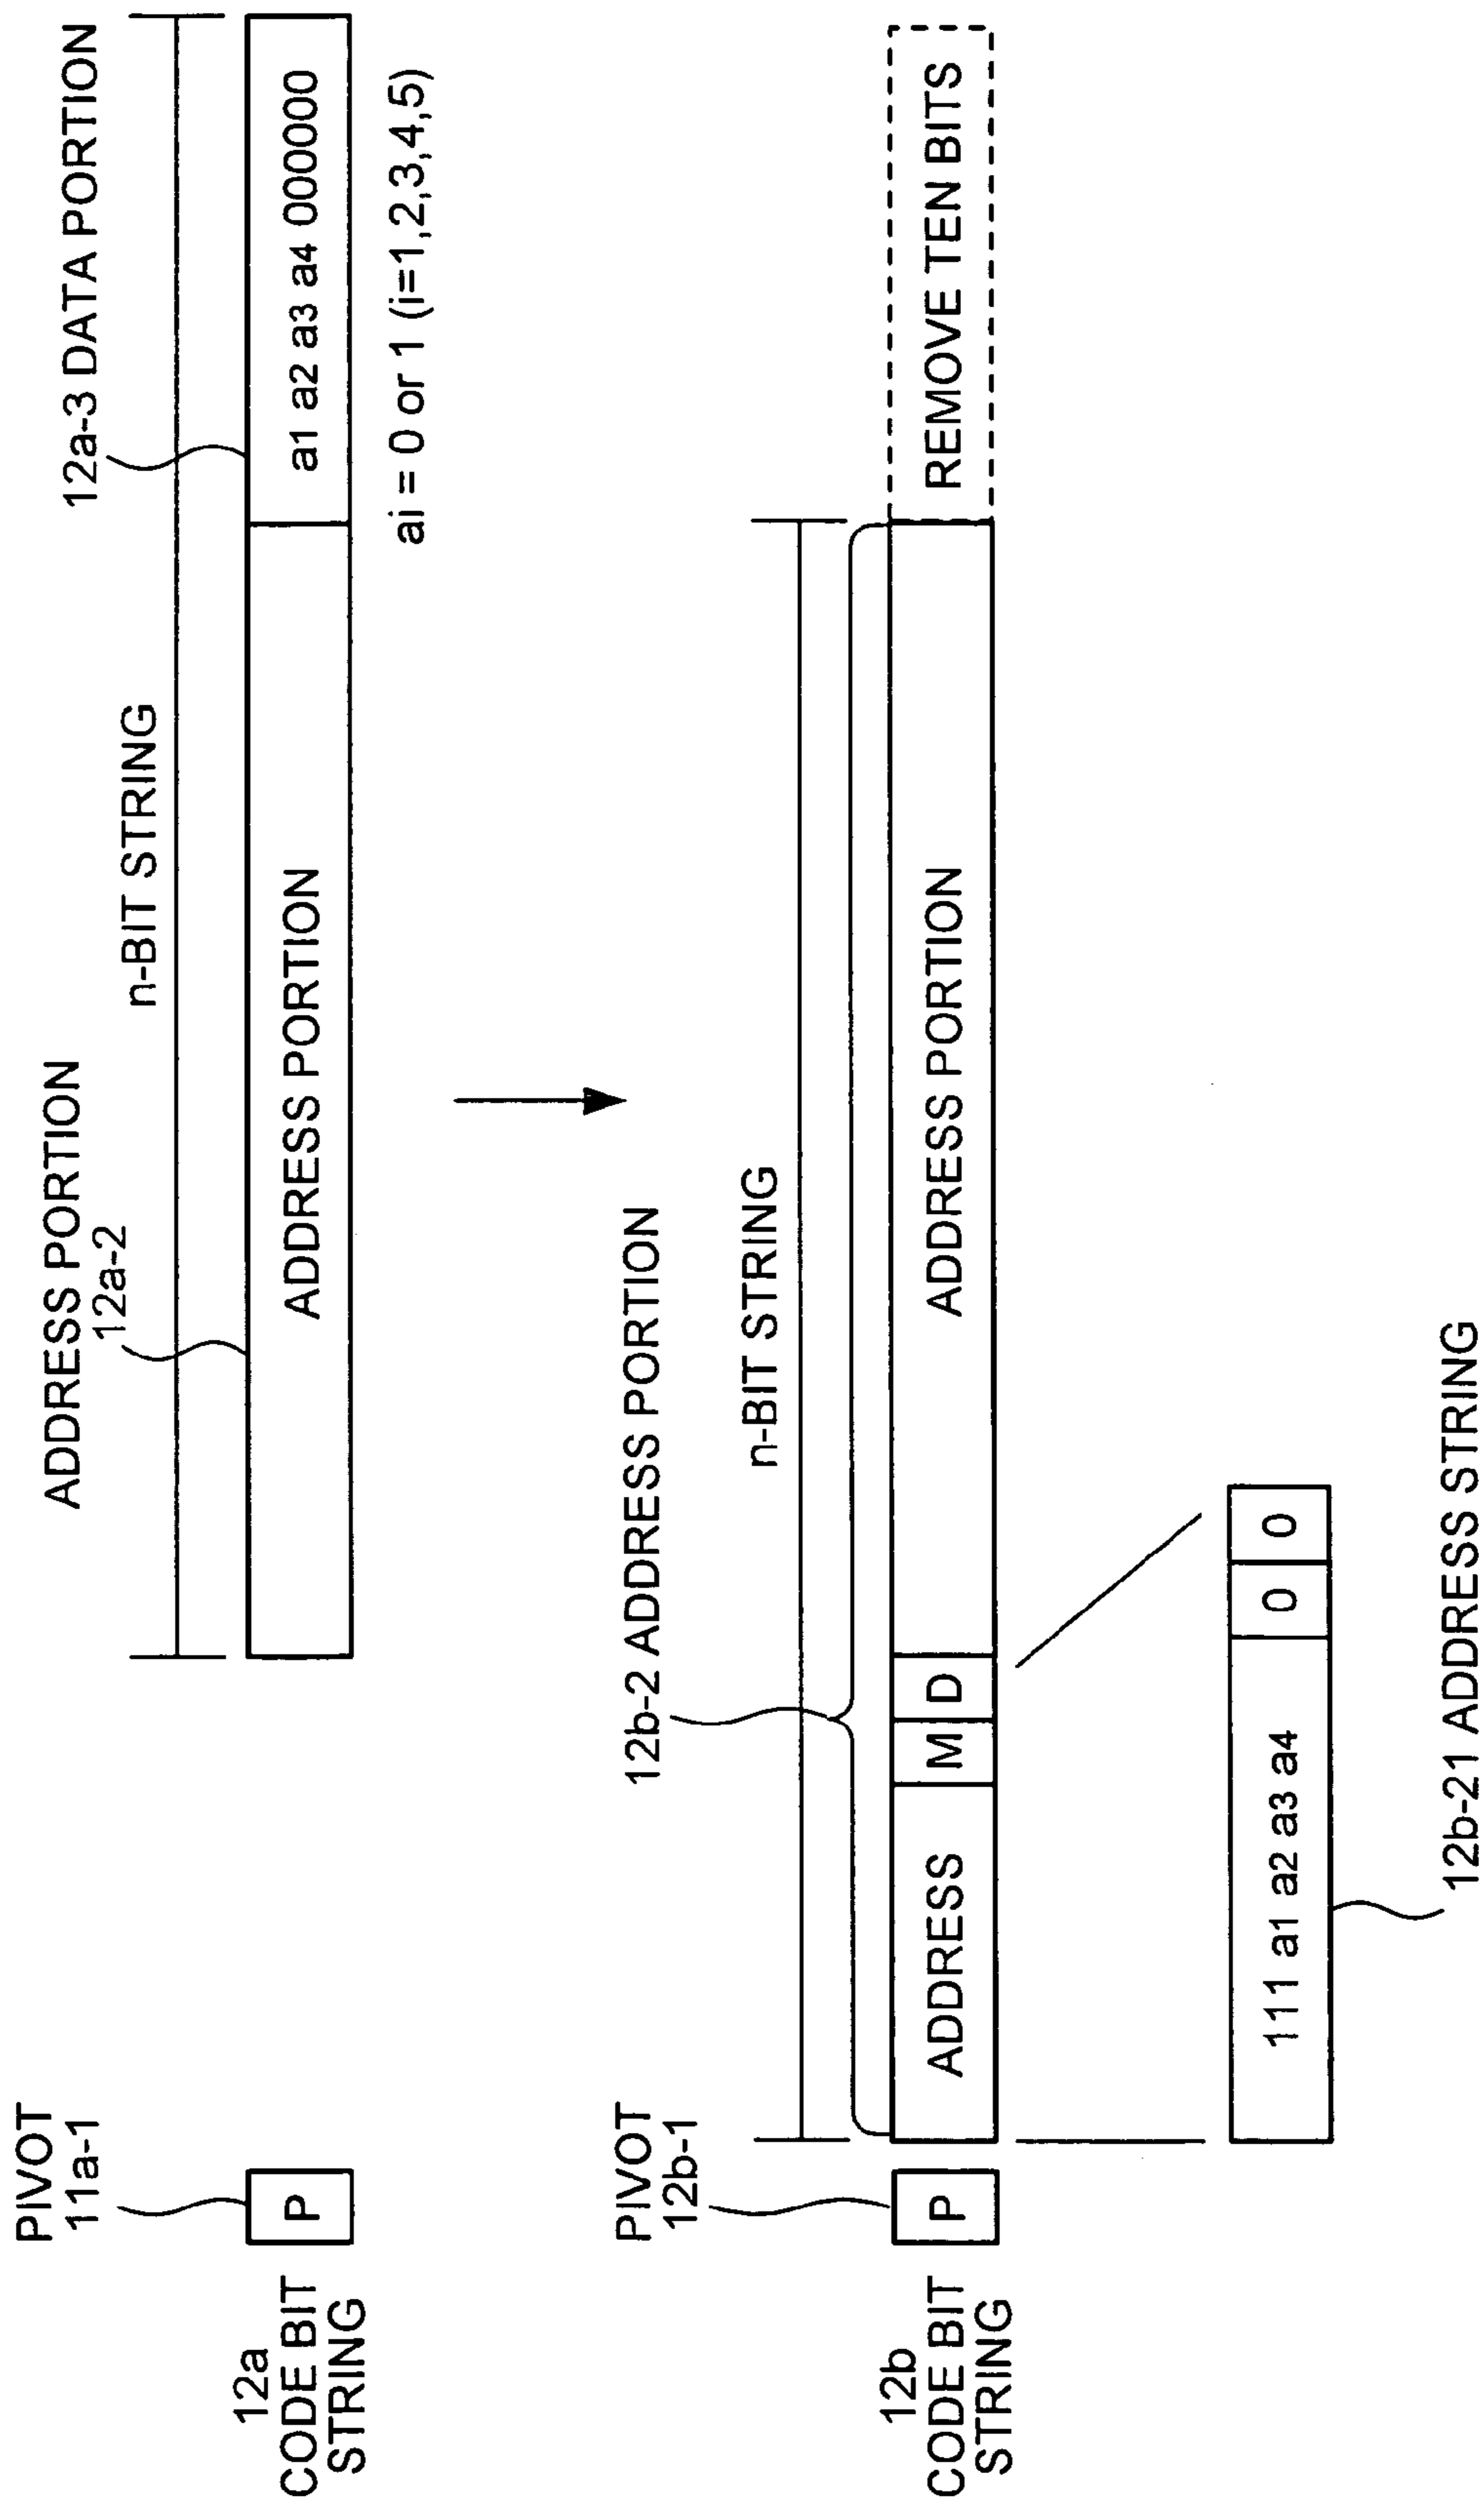 PIVOT
11a-1
ADDRESS PORTION
12a-2
12a-3 DATA PORTION
n-BIT STRING
12a
CODE BIT
STRING
P
ADDRESS PORTION
a1 a2 a3 a4 000000
ai = 0 or 1 (i=1,2,3,4,5)
PIVOT
12b-1
12b-2 ADDRESS PORTION
n-BIT STRING
12b
CODE BIT
STRING
P
ADDRESS
M
D
ADDRESS PORTION
REMOVE TEN BITS
111 a1 a2 a3 a4
0
0
12b-21 ADDRESS STRING